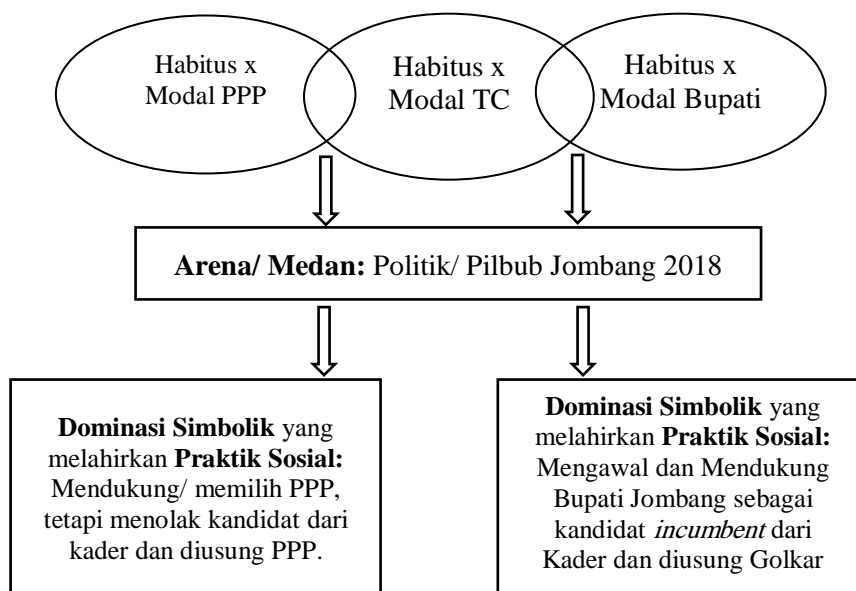 Habitus x
Modal PPP
Habitus x
Modal TC
Habitus x
Modal Bupati
Arena/ Medan: Politik/ Pilbub Jombang 2018
Dominasi Simbolik yang
melahirkan Praktik Sosial:
Mendukung/ memilih PPP,
tetapi menolak kandidat dari
kader dan diusung PPP.
Dominasi Simbolik yang
melahirkan Praktik Sosial:
Mengawal dan Mendukung
Bupati Jombang sebagai
kandidat incumbent dari
Kader dan diusung Golkar